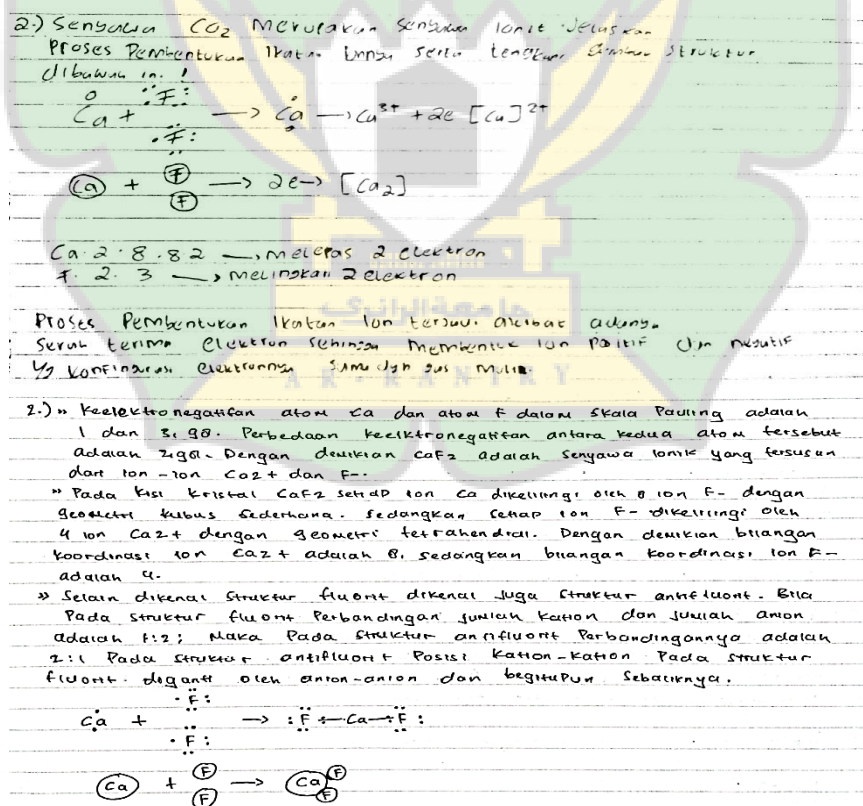 2.) Senyawa CO2 Merupakan Senyawa Ionit Jelaskan
Proses Pembentukan Ikatan serta lengkapi Struktur
dibawah ini !
Ca + F: F: → Ca → Ca2+ + 2e [Ca]2+
Ca + F F → 2e → [Ca2]
Ca. 2. 8. 82 → melepas 2 elektron
F. 2. 3 → 2 elektron
Proses Pembentukan Ikatan Ion terjadi akibat adanya
Serah terima elektron sehingga membentuk ion Positif dan negatif
yg konfigurasi elektronnya sama dgn gas mulia.
جامعة الرانري
AR-RANIRY
2.) » Keelektronegatifan atom Ca dan atom F dalam Skala Pauling adalah
1 dan 3,98. Perbedaan keelktronegatifan antara kedua atom tersebut
adalah 2,98. Dengan demikian CaF2 adalah Senyawa Ionik yang tersusun
dari ion-ion Ca2+ dan F-.
» Pada kisi kristal CaF2 setiap ion Ca dikelilingi oleh 8 ion F- dengan
geometri kubus Sederhana. Sedangkan setiap ion F- dikelilingi oleh
4 ion Ca2+ dengan geometri tetrahendral. Dengan demikian bilangan
koordinasi ion Ca2+ adalah 8, sedangkan bilangan koordinasi ion F-
adalah 4.
» Selain dikenal Struktur fluorit dikenal Juga Struktur antifluorit. Bila
Pada struktur fluorit Perbandingan jumlah kation dan jumlah anion
adalah 1:2; Maka Pada Struktur antifluorit Parbandingannya adalah
2:1 Pada struktur antifluorit Posisi kation-kation Pada struktur
fluorit diganti oleh anion-anion dan begitupun Sebaliknya.
Ca + F: F: → :F ← Ca → F:
Ca + F F → Ca F F